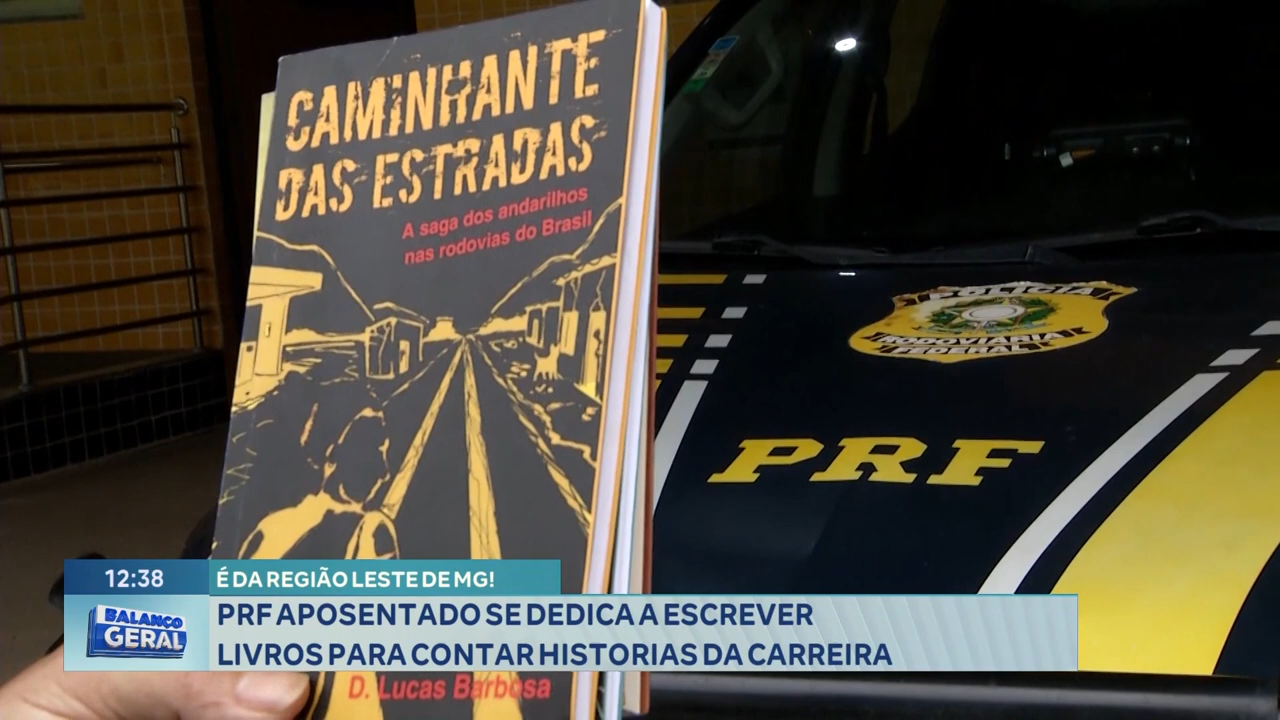 CAMINHANTE
DAS ESTRADAS
A saga dos andarilhos
nas rodovias do Brasil
POLÍCIA
RODOVIÁRIA
FEDERAL
PRF
12:38
É DA REGIÃO LESTE DE MG!
BALANÇO
GERAL
PRF APOSENTADO SE DEDICA A ESCREVER
LIVROS PARA CONTAR HISTORIAS DA CARREIRA
D. Lucas Barbosa